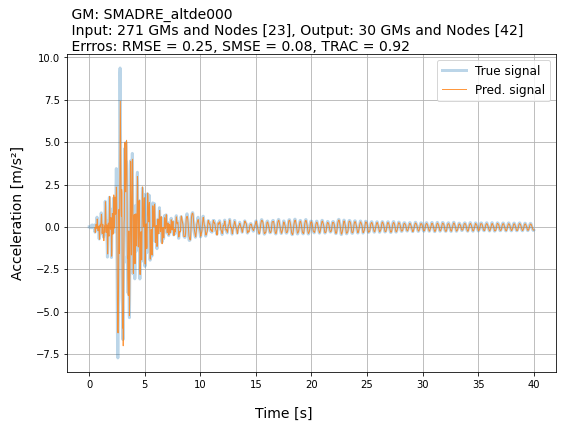 GM: SMADRE_altde000
Input: 271 GMs and Nodes [23], Output: 30 GMs and Nodes [42]
Errros: RMSE = 0.25, SMSE = 0.08, TRAC = 0.92
True signal
Pred. signal
10.0
7.5
5.0
2.5
0.0
−2.5
−5.0
−7.5
Acceleration [m/s²]
0 5 10 15 20 25 30 35 40
Time [s]